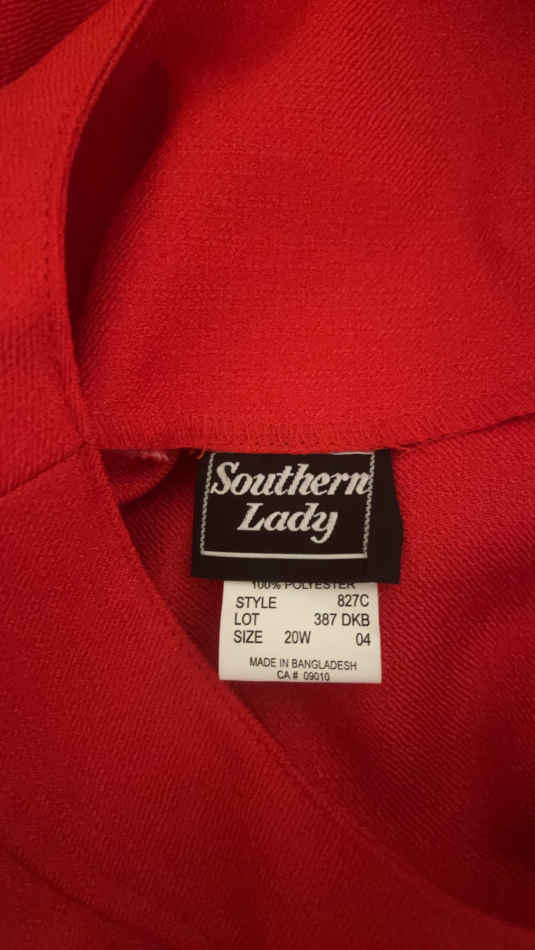 Southern
Lady
100% POLYESTER
STYLE 827C
LOT 387 DKB
SIZE 20W 04
MADE IN BANGLADESH
CA # 09010